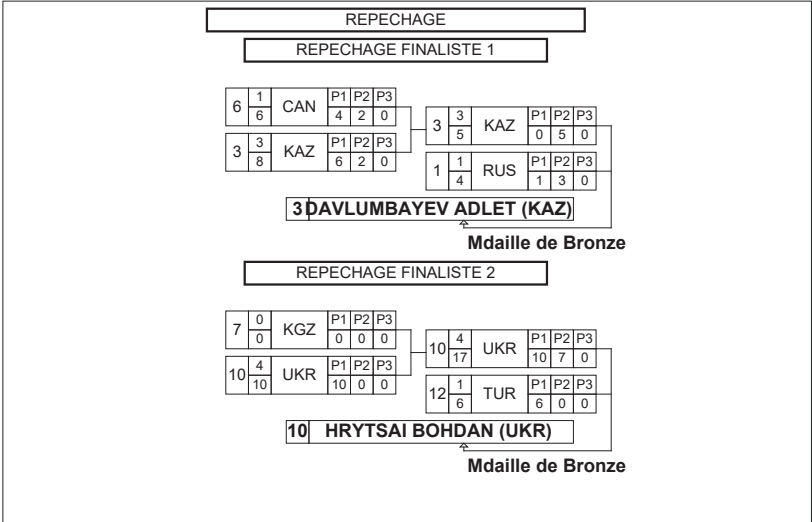 REPECHAGE
REPECHAGE FINALISTE 1
6 1 CAN P1 P2 P3
6 4 2 0
3 3 KAZ P1 P2 P3
8 6 2 0
3 3 KAZ P1 P2 P3
5 0 5 0
1 1 RUS P1 P2 P3
4 1 3 0
3 DAVLUMBAYEV ADLET (KAZ)
Mdaille de Bronze
REPECHAGE FINALISTE 2
7 0 KGZ P1 P2 P3
0 0 0 0
10 4 UKR P1 P2 P3
10 10 0 0
10 4 UKR P1 P2 P3
17 10 7 0
12 1 TUR P1 P2 P3
6 6 0 0
10 HRYTSAI BOHDAN (UKR)
Mdaille de Bronze